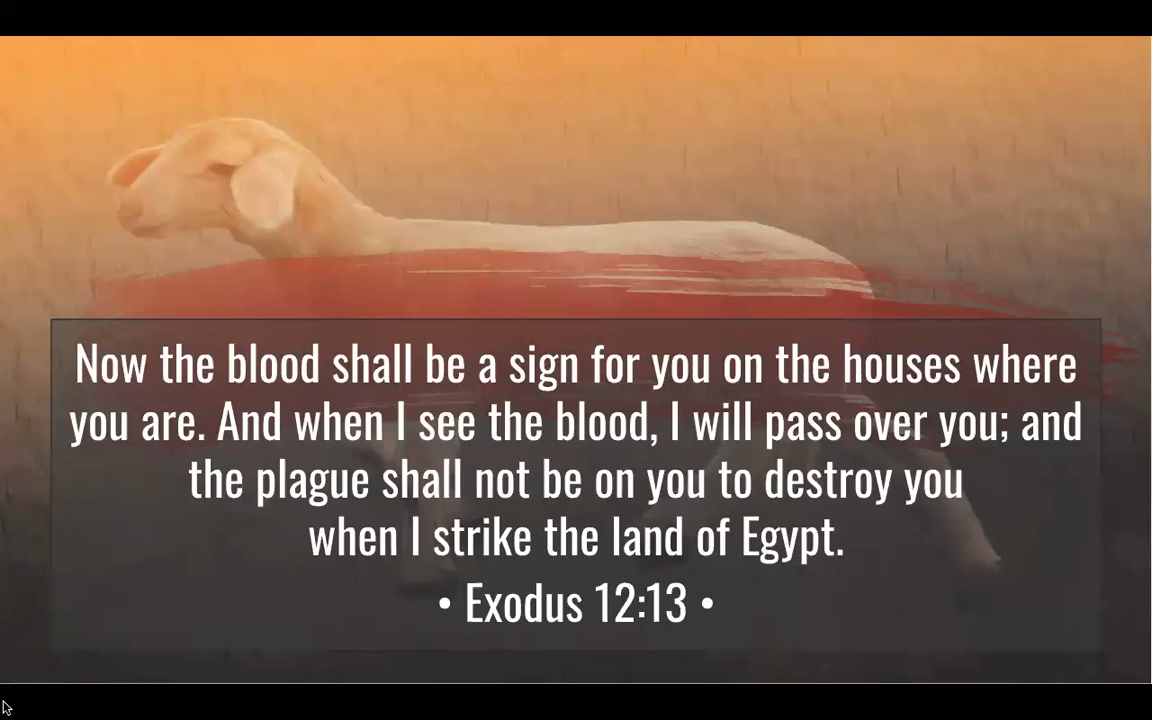 Now the blood shall be a sign for you on the houses where
you are. And when I see the blood, I will pass over you; and
the plague shall not be on you to destroy you
when I strike the land of Egypt.
• Exodus 12:13 •